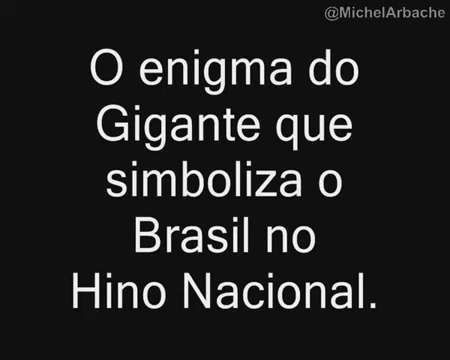 @MichelArbache
O enigma do
Gigante que
simboliza o
Brasil no
Hino Nacional.